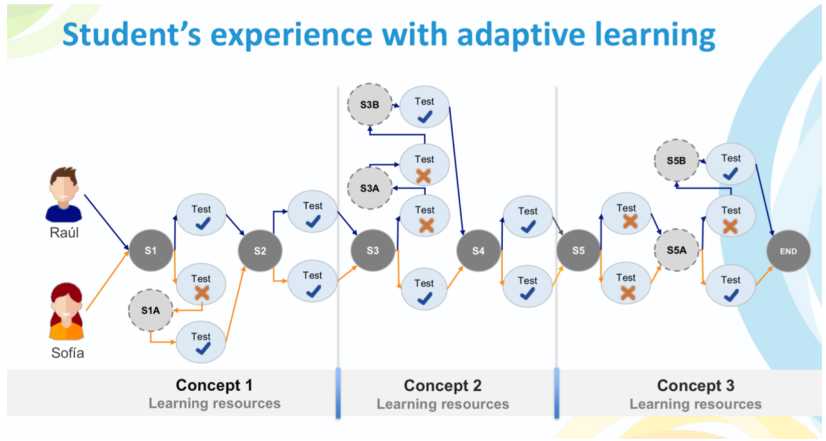 Student's experience with adaptive learning
S3B
Test
Test
S3A
Test
S5B
Test
Raúl
Test
Test
Test
Test
Test
S1
S2
S3
S4
S5
S5A
END
Test
Test
Test
Test
Test
Test
S1A
Test
Test
Sofía
Concept 1
Learning resources
Concept 2
Learning resources
Concept 3
Learning resources